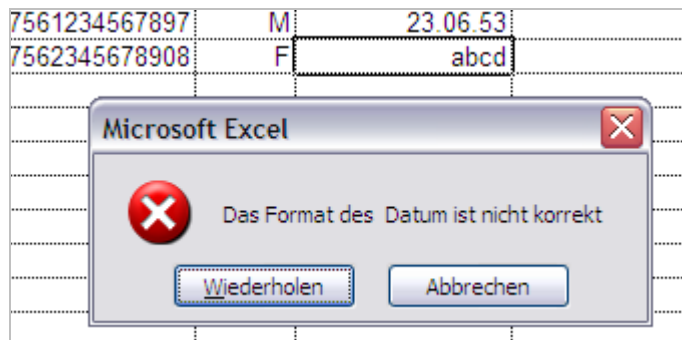 7561234567897 M 23.06.53
7562345678908 F abcd
Microsoft Excel
Das Format des Datum ist nicht korrekt
Wiederholen Abbrechen